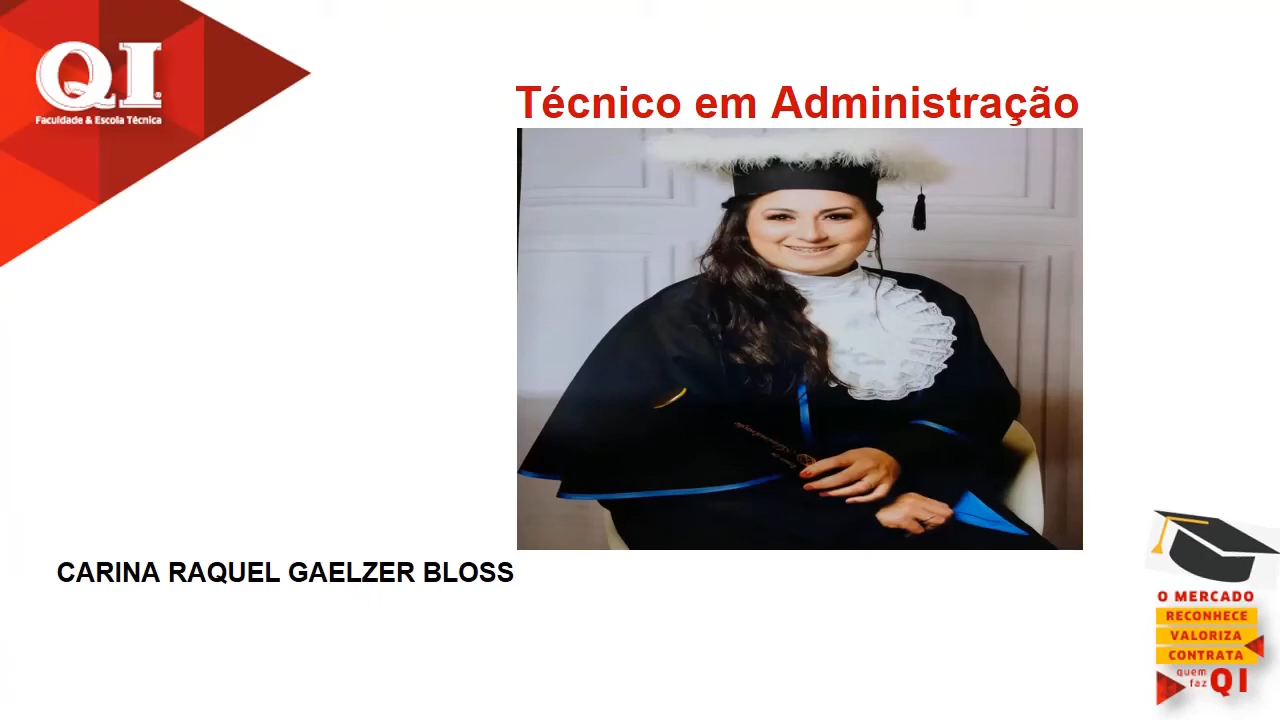 QI
Faculdade & Escola Técnica
Técnico em Administração
CARINA RAQUEL GAELZER BLOSS
O MERCADO
RECONHECE
VALORIZA
CONTRATA
quem
faz QI